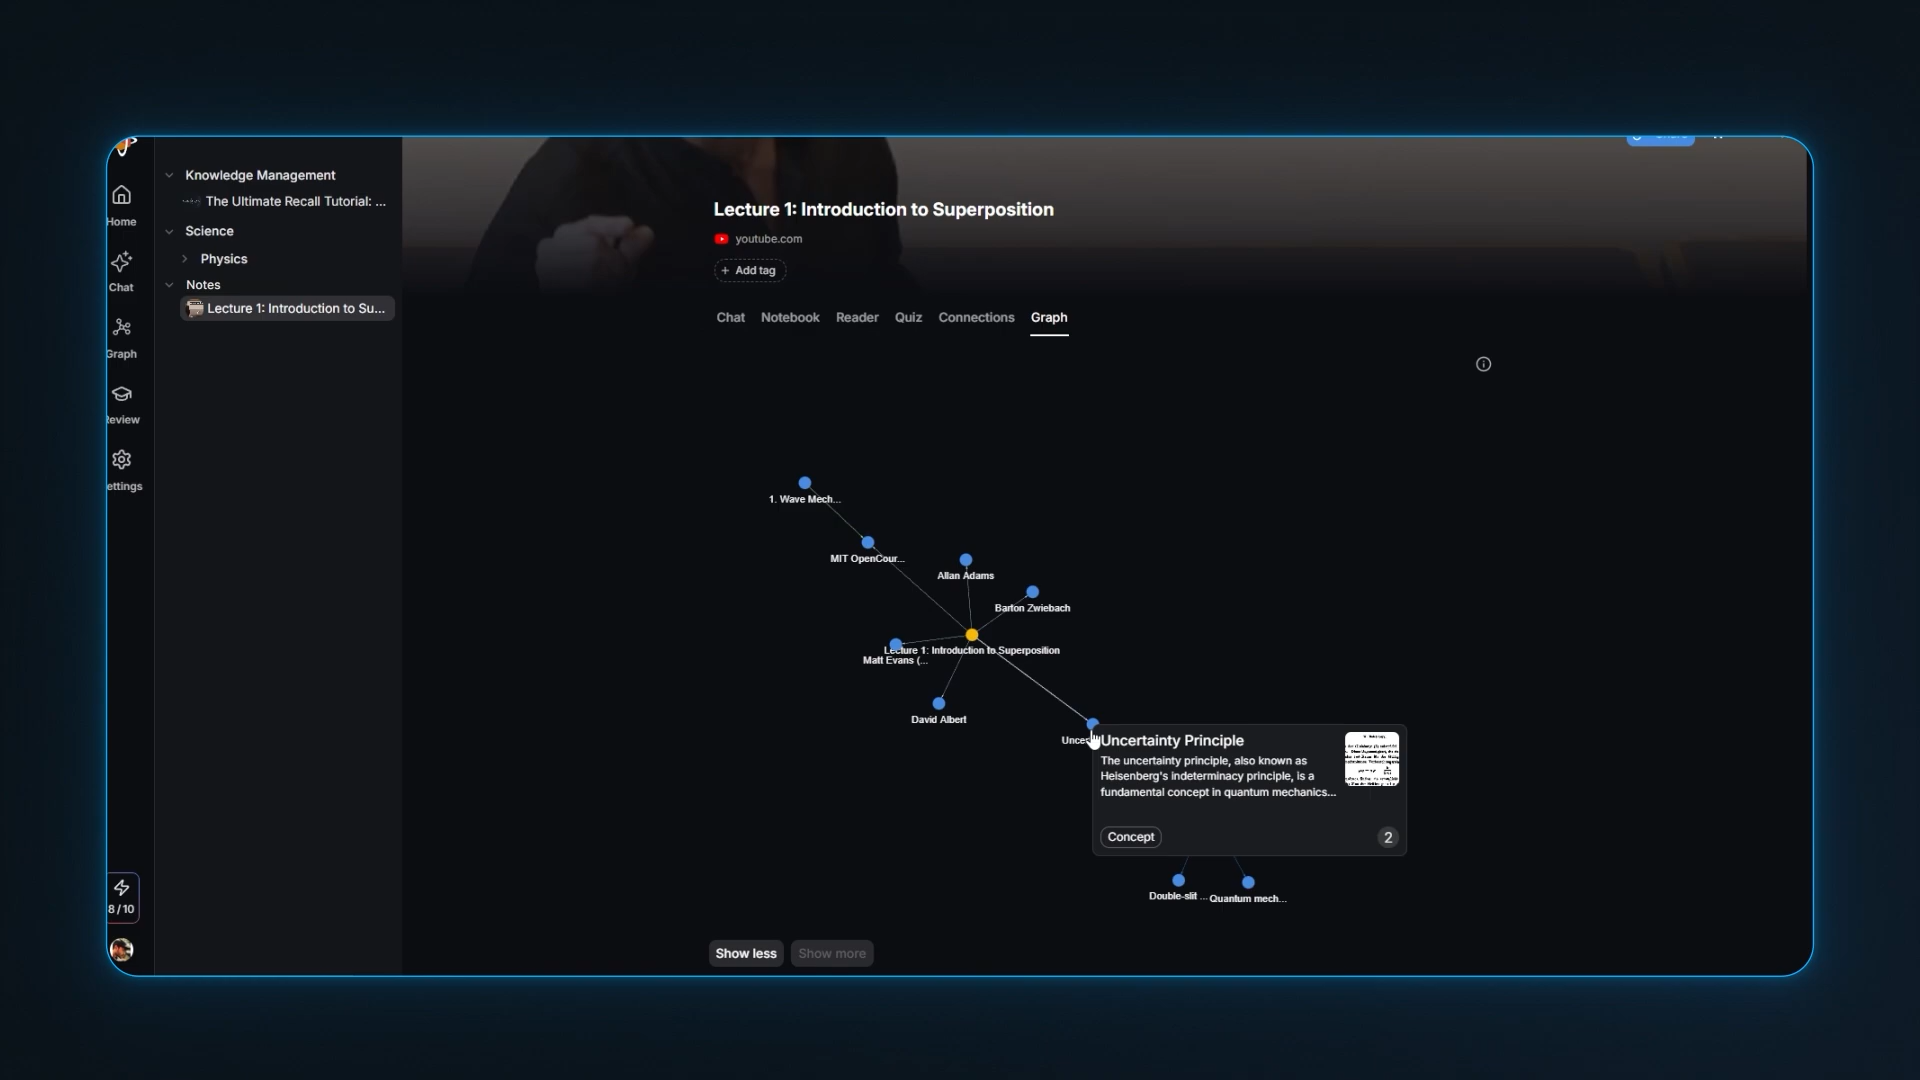 Home
Chat
Graph
Review
ettings
8/10
Knowledge Management
The Ultimate Recall Tutorial: ...
Science
Physics
Notes
Lecture 1: Introduction to Su...
Lecture 1: Introduction to Superposition
youtube.com
+ Add tag
Chat Notebook Reader Quiz Connections Graph
1. Wave Mech...
MIT OpenCour...
Allan Adams
Barton Zwiebach
Lecture 1: Introduction to Superposition
Matt Evans (...
David Albert
Uncertainty Principle
The uncertainty principle, also known as
Heisenberg's indeterminacy principle, is a
fundamental concept in quantum mechanics...
Concept
2
Double-slit ...
Quantum mech...
Show less
Show more